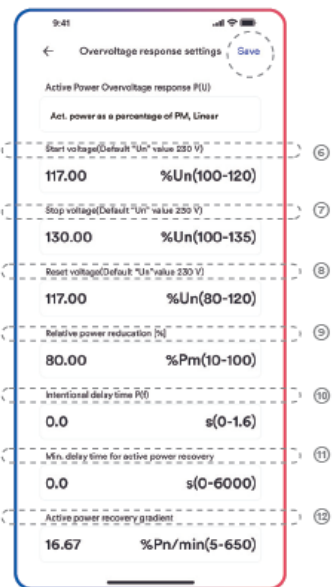 9:41
Overvoltage response settings Save
Active Power Overvoltage response P(U)
Act. power as a percentage of PM, Linear
Start voltage(Default "Un" value 230 V) 6
117.00 %Un(100-120)
Stop voltage(Default "Un" value 230 V) 7
130.00 %Un(100-135)
Reset voltage(Default "Un"value 230 V) 8
117.00 %Un(80-120)
Relative power reducation [%] 9
80.00 %Pm(10-100)
Intentional delay time P(f) 10
0.0 s(0-1.6)
Min. delay time for active power recovery 11
0.0 s(0-6000)
Active power recovery gradient 12
16.67 %Pn/min(5-650)